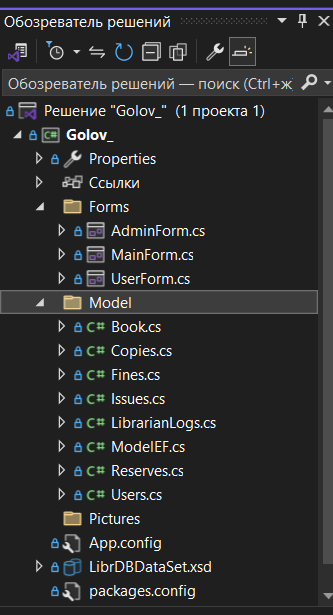 Обозреватель решений
Обозреватель решений — поиск (Ctrl+ж
Решение "Golov_" (1 проекта 1)
Golov_
Properties
Ссылки
Forms
AdminForm.cs
MainForm.cs
UserForm.cs
Model
Book.cs
Copies.cs
Fines.cs
Issues.cs
LibrarianLogs.cs
ModelEF.cs
Reserves.cs
Users.cs
Pictures
App.config
LibrDBDataSet.xsd
packages.config